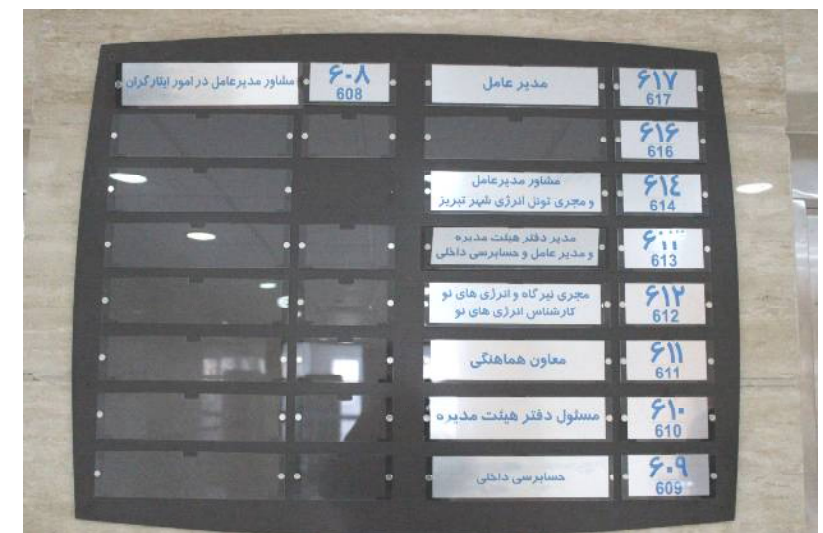 ۶۱۷
617
مدیر عامل
۶۰۸
608
مشاور مدیرعامل در امور ایثارگران
۶۱۶
616
۶۱٤
614
مشاور مدیرعامل
و مجری تونل انرژی شهر تبریز
613
مدیر دفتر هیئت مدیره
و مدیر عامل و حسابرسی داخلی
۶۱۲
612
مجری نیرگاه و انرژی های نو
کارشناس انرژی های نو
۶۱۱
611
معاون هماهنگی
۶۱۰
610
مسئول دفتر هیئت مدیره
۶۰۹
609
حسابرسی داخلی